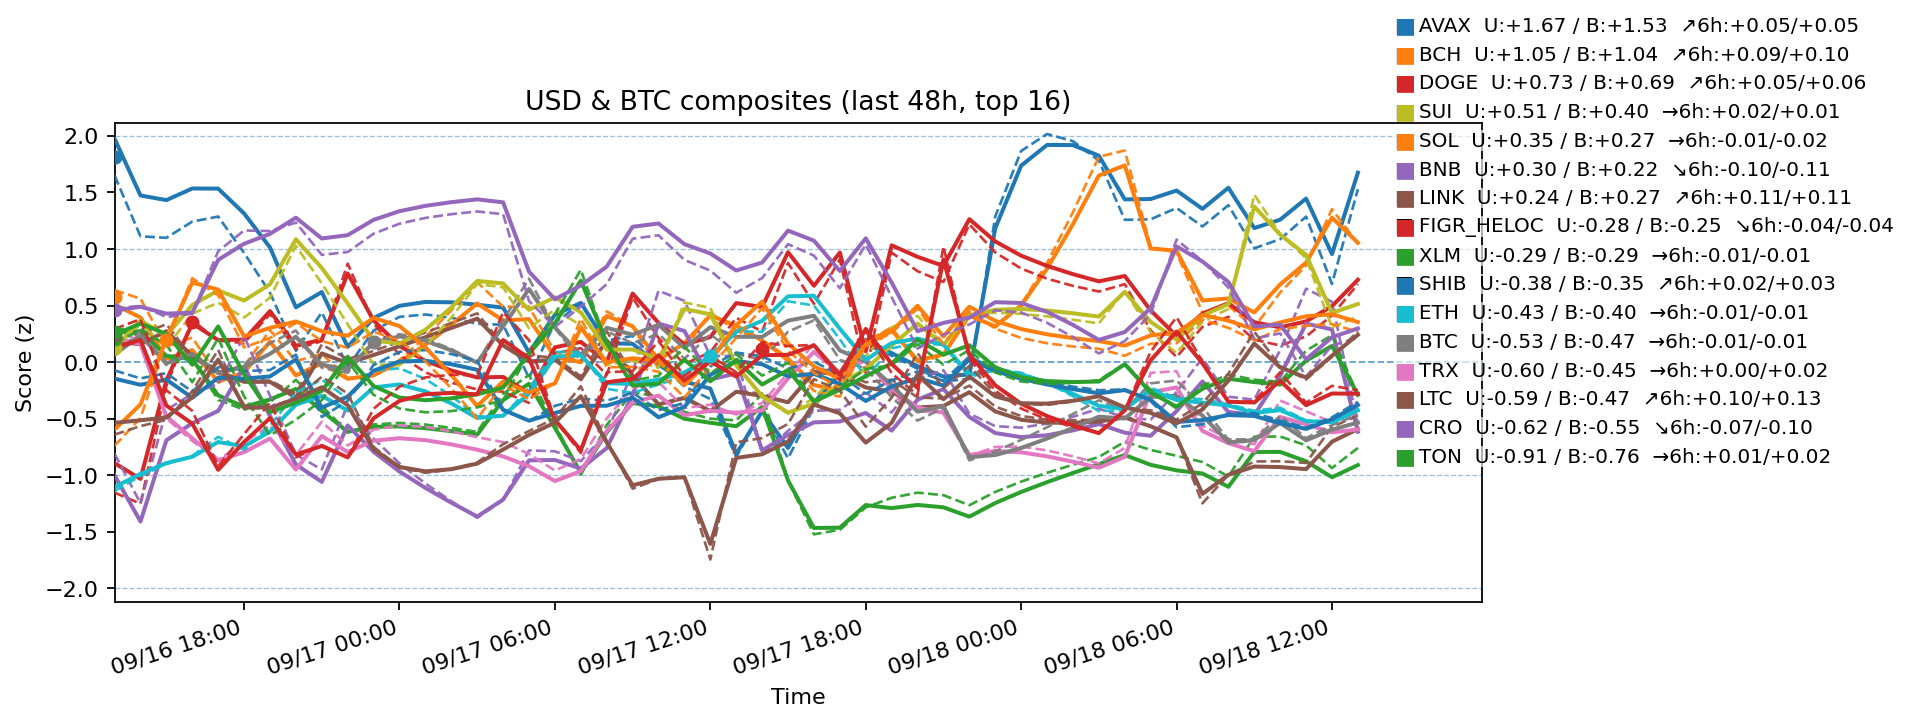 AVAX U:+1.67 / B:+1.53 ↗6h:+0.05/+0.05
BCH U:+1.05 / B:+1.04 ↗6h:+0.09/+0.10
DOGE U:+0.73 / B:+0.69 ↗6h:+0.05/+0.06
SUI U:+0.51 / B:+0.40 →6h:+0.02/+0.01
SOL U:+0.35 / B:+0.27 →6h:-0.01/-0.02
BNB U:+0.30 / B:+0.22 ↘6h:-0.10/-0.11
LINK U:+0.24 / B:+0.27 ↗6h:+0.11/+0.11
FIGR_HELOC U:-0.28 / B:-0.25 ↘6h:-0.04/-0.04
XLM U:-0.29 / B:-0.29 →6h:-0.01/-0.01
SHIB U:-0.38 / B:-0.35 ↗6h:+0.02/+0.03
ETH U:-0.43 / B:-0.40 →6h:-0.01/-0.01
BTC U:-0.53 / B:-0.47 →6h:-0.01/-0.01
TRX U:-0.60 / B:-0.45 →6h:+0.00/+0.02
LTC U:-0.59 / B:-0.47 ↗6h:+0.10/+0.13
CRO U:-0.62 / B:-0.55 ↘6h:-0.07/-0.10
TON U:-0.91 / B:-0.76 →6h:+0.01/+0.02
USD & BTC composites (last 48h, top 16)
Score (z)
2.0
1.5
1.0
0.5
0.0
−0.5
−1.0
−1.5
−2.0
09/16 18:00
09/17 00:00
09/17 06:00
09/17 12:00
09/17 18:00
09/18 00:00
09/18 06:00
09/18 12:00
Time